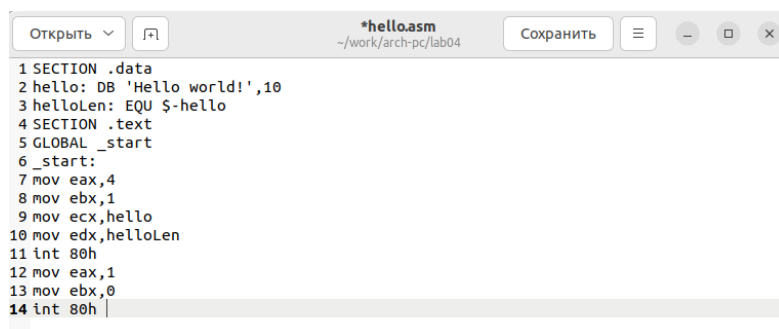 Открыть
*hello.asm
~/work/arch-pc/lab04
Сохранить
1 SECTION .data
2 hello: DB 'Hello world!',10
3 helloLen: EQU $-hello
4 SECTION .text
5 GLOBAL _start
6 _start:
7 mov eax,4
8 mov ebx,1
9 mov ecx,hello
10 mov edx,helloLen
11 int 80h
12 mov eax,1
13 mov ebx,0
14 int 80h